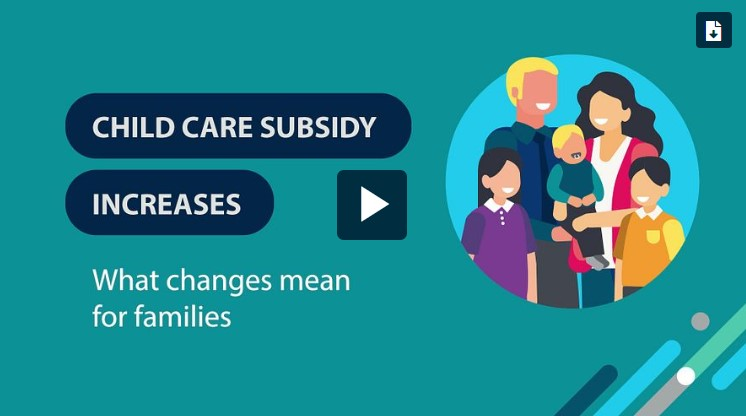 CHILD CARE SUBSIDY
INCREASES
What changes mean
for families